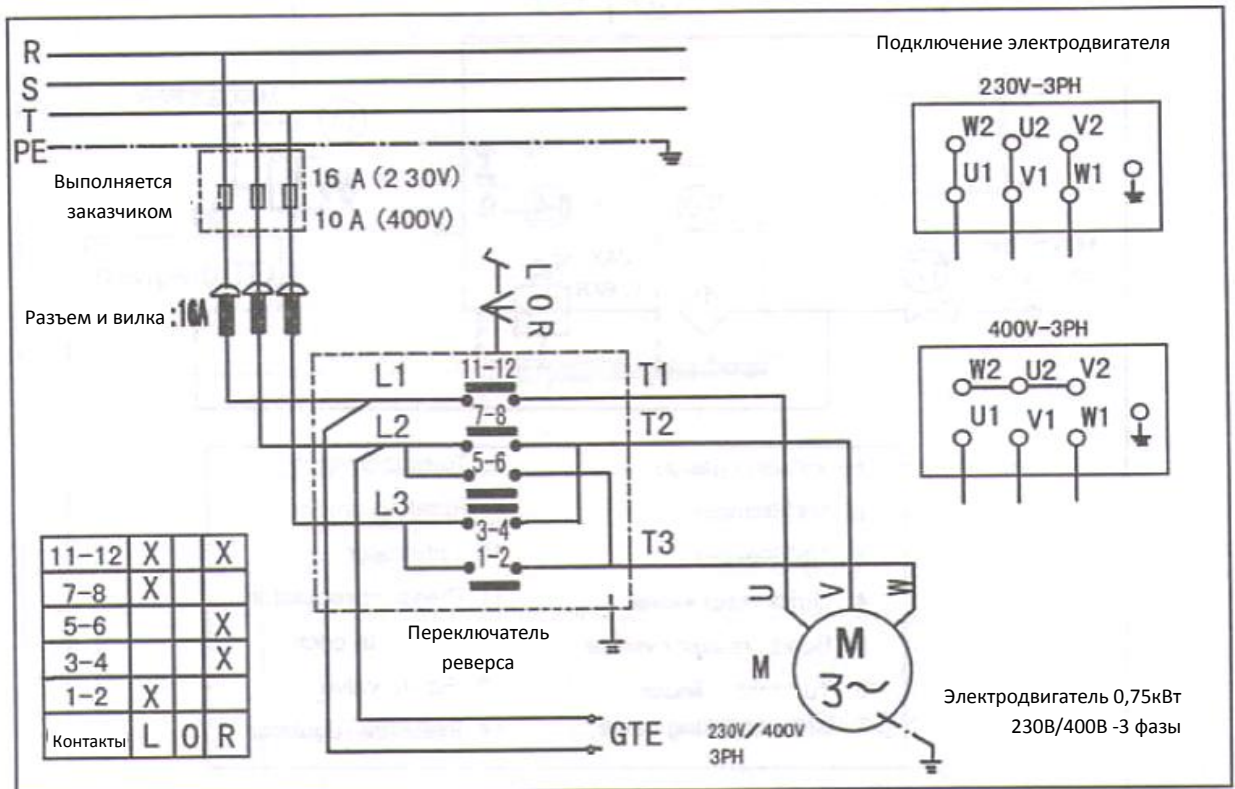 R
S
T
PE
Выполняется
заказчиком
16 A (230V)
10 A (400V)
Разъем и вилка :16A
L O R
L1
L2
L3
11-12
7-8
5-6
3-4
1-2
T1
T2
T3
Переключатель
реверса
GTE
U
V
W
M
M
3~
230V/400V
3PH
Электродвигатель 0,75кВт
230В/400В -3 фазы
Подключение электродвигателя
230V-3PH
W2 U2 V2
U1 V1 W1
400V-3PH
W2 U2 V2
U1 V1 W1
11-12 X X
7-8 X
5-6 X
3-4 X
1-2 X
Контакты L O R